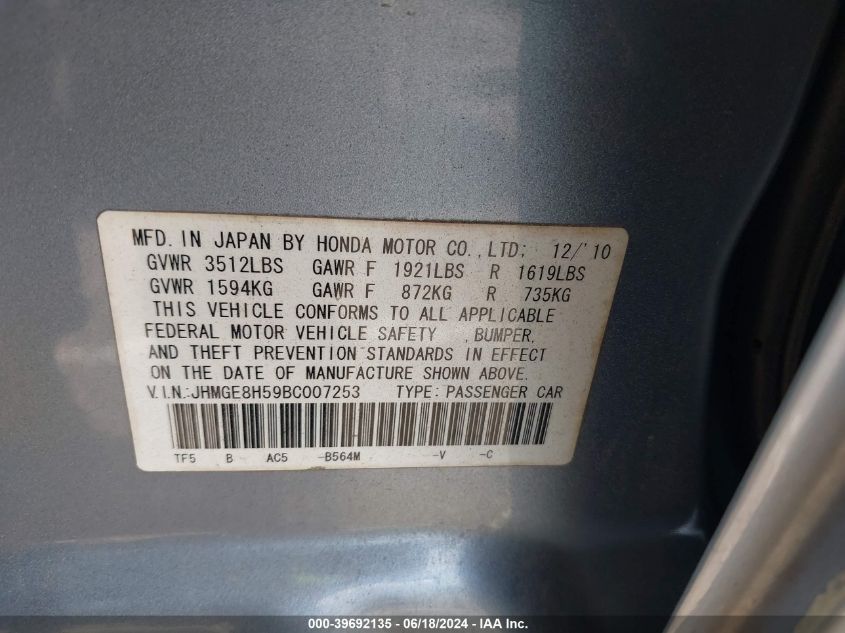 MFD. IN JAPAN BY HONDA MOTOR CO.,LTD; 12/'10
GVWR 3512LBS GAWR F 1921LBS R 1619LBS
GVWR 1594KG GAWR F 872KG R 735KG
THIS VEHICLE CONFORMS TO ALL APPLICABLE
FEDERAL MOTOR VEHICLE SAFETY ,BUMPER,
AND THEFT PREVENTION STANDARDS IN EFFECT
ON THE DATE OF MANUFACTURE SHOWN ABOVE.
V.I.N.:JHMGE8H59BC007253 TYPE:PASSENGER CAR
TF5 B AC5 -B564M -V -C
000-39692135 - 06/18/2024 - IAA Inc.